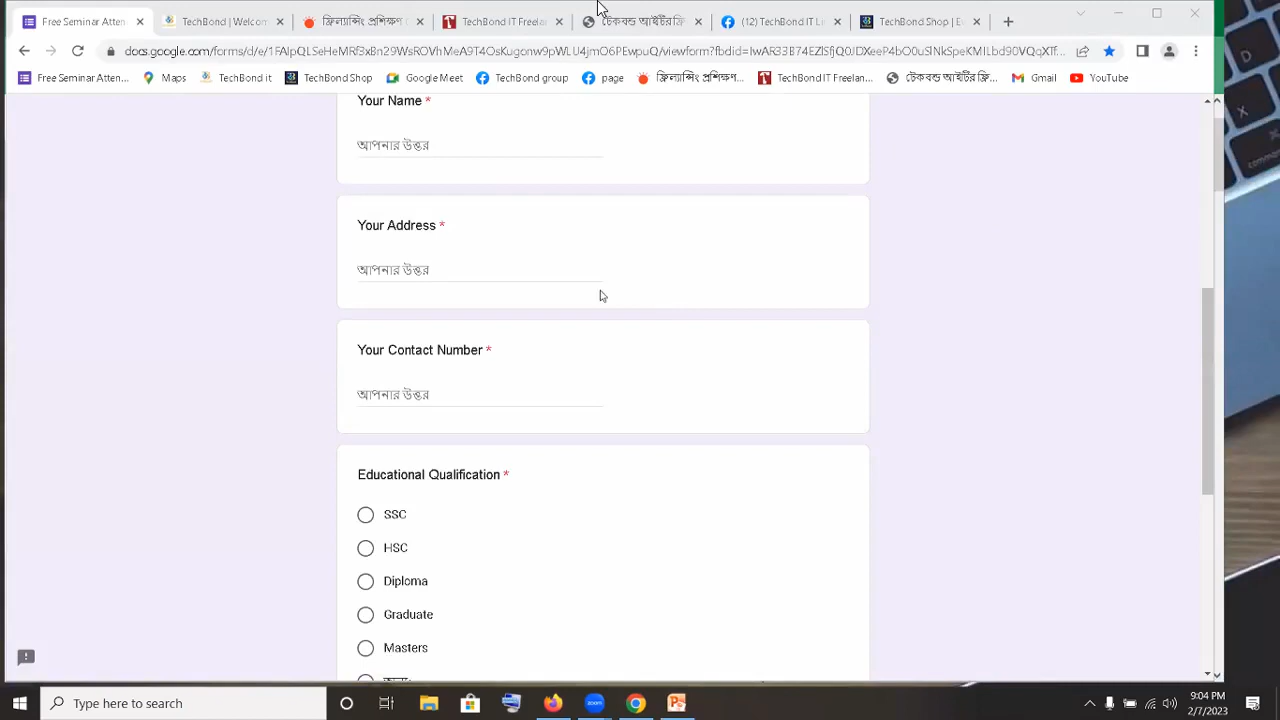 Free Seminar Atten
TechBond | Welcom
ফ্রিল্যান্সিং প্রশিক্ষণ
TechBond IT Freelan
টেকবন্ড আইটির ফ্রি
(12) TechBond IT Li
TechBond Shop | E
Free Seminar Atten...
Maps
TechBond it
TechBond Shop
Google Meet
TechBond group
page
ফ্রিল্যান্সিং প্রশিক্ষ...
TechBond IT Freelan...
টেকবন্ড আইটির ফ্রি...
Gmail
YouTube
Your Name *
আপনার উত্তর
Your Address *
আপনার উত্তর
Your Contact Number *
আপনার উত্তর
Educational Qualification *
SSC
HSC
Diploma
Graduate
Masters
Type here to search
9:04 PM
2/7/2023